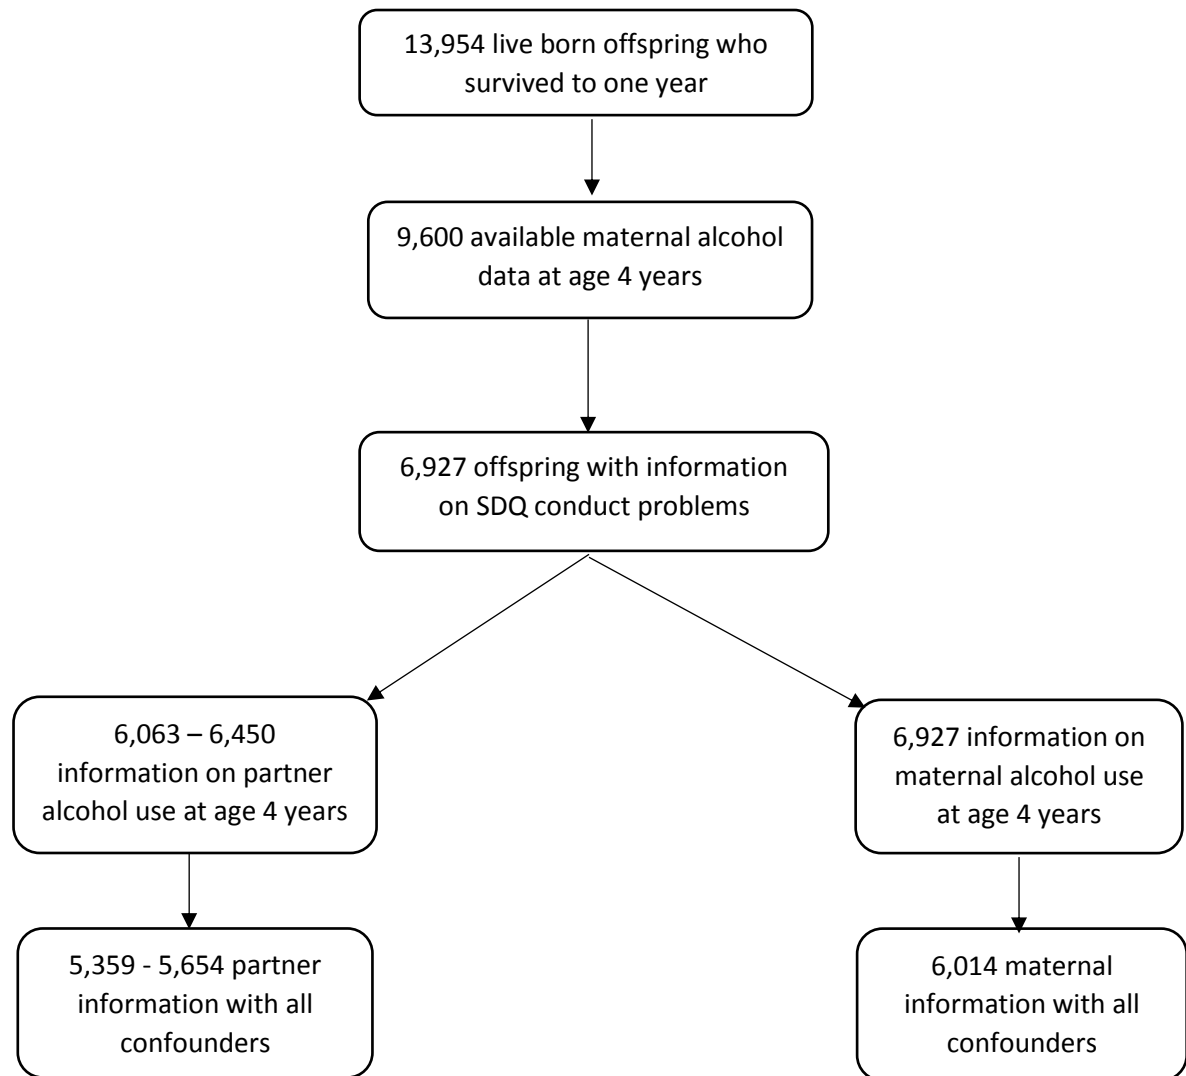 13,954 live born offspring who
survived to one year
9,600 available maternal alcohol
data at age 4 years
6,927 offspring with information
on SDQ conduct problems
6,063 – 6,450
information on partner
alcohol use at age 4 years
6,927 information on
maternal alcohol use
at age 4 years
5,359 - 5,654 partner
information with all
confounders
6,014 maternal
information with all
confounders